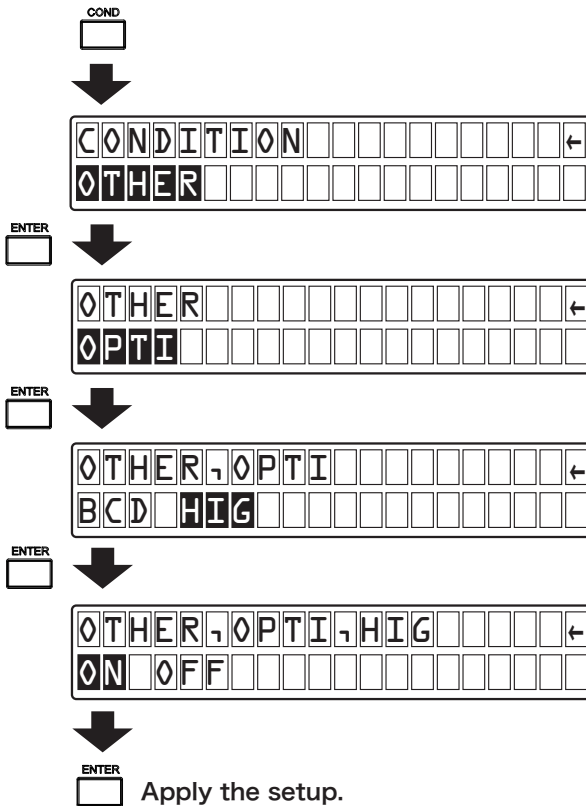 COND
CONDITION ←
OTHER
ENTER
OTHER ←
OPTI
ENTER
OTHER¬OPTI ←
BCD HIG
ENTER
OTHER¬OPTI¬HIG ←
ON OFF
ENTER
Apply the setup.